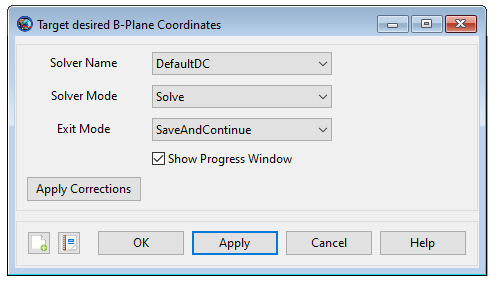 Target desired B-Plane Coordinates
Solver Name DefaultDC
Solver Mode Solve
Exit Mode SaveAndContinue
Show Progress Window
Apply Corrections
OK Apply Cancel Help